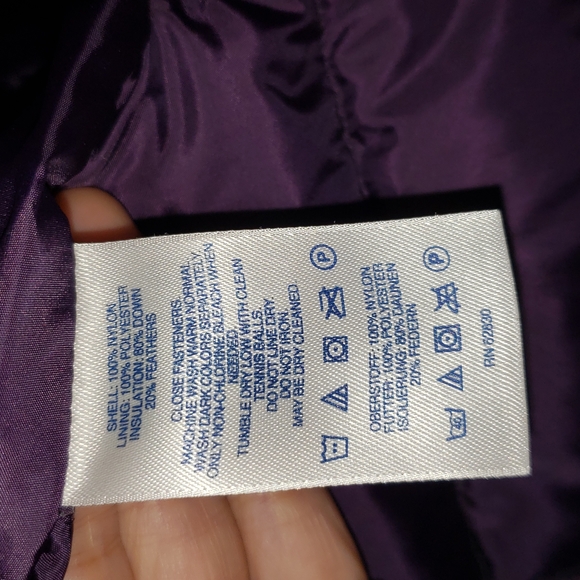 SHELL: 100% NYLON
LINING: 100% POLYESTER
INSULATION: 80% DOWN
20% FEATHERS
CLOSE FASTENERS.
MACHINE WASH WARM NORMAL
WASH DARK COLORS SEPARATELY.
ONLY NON-CHLORINE BLEACH WHEN
NEEDED.
TUMBLE DRY LOW WITH CLEAN
TENNIS BALLS.
DO NOT LINE DRY.
DO NOT IRON.
MAY BE DRY CLEANED
P
OBERSTOFF: 100% NYLON
FUTTER: 100% POLYESTER
ISOLIERUNG: 80% DAUNEN
20% FEDERN
40 P
RN 62800